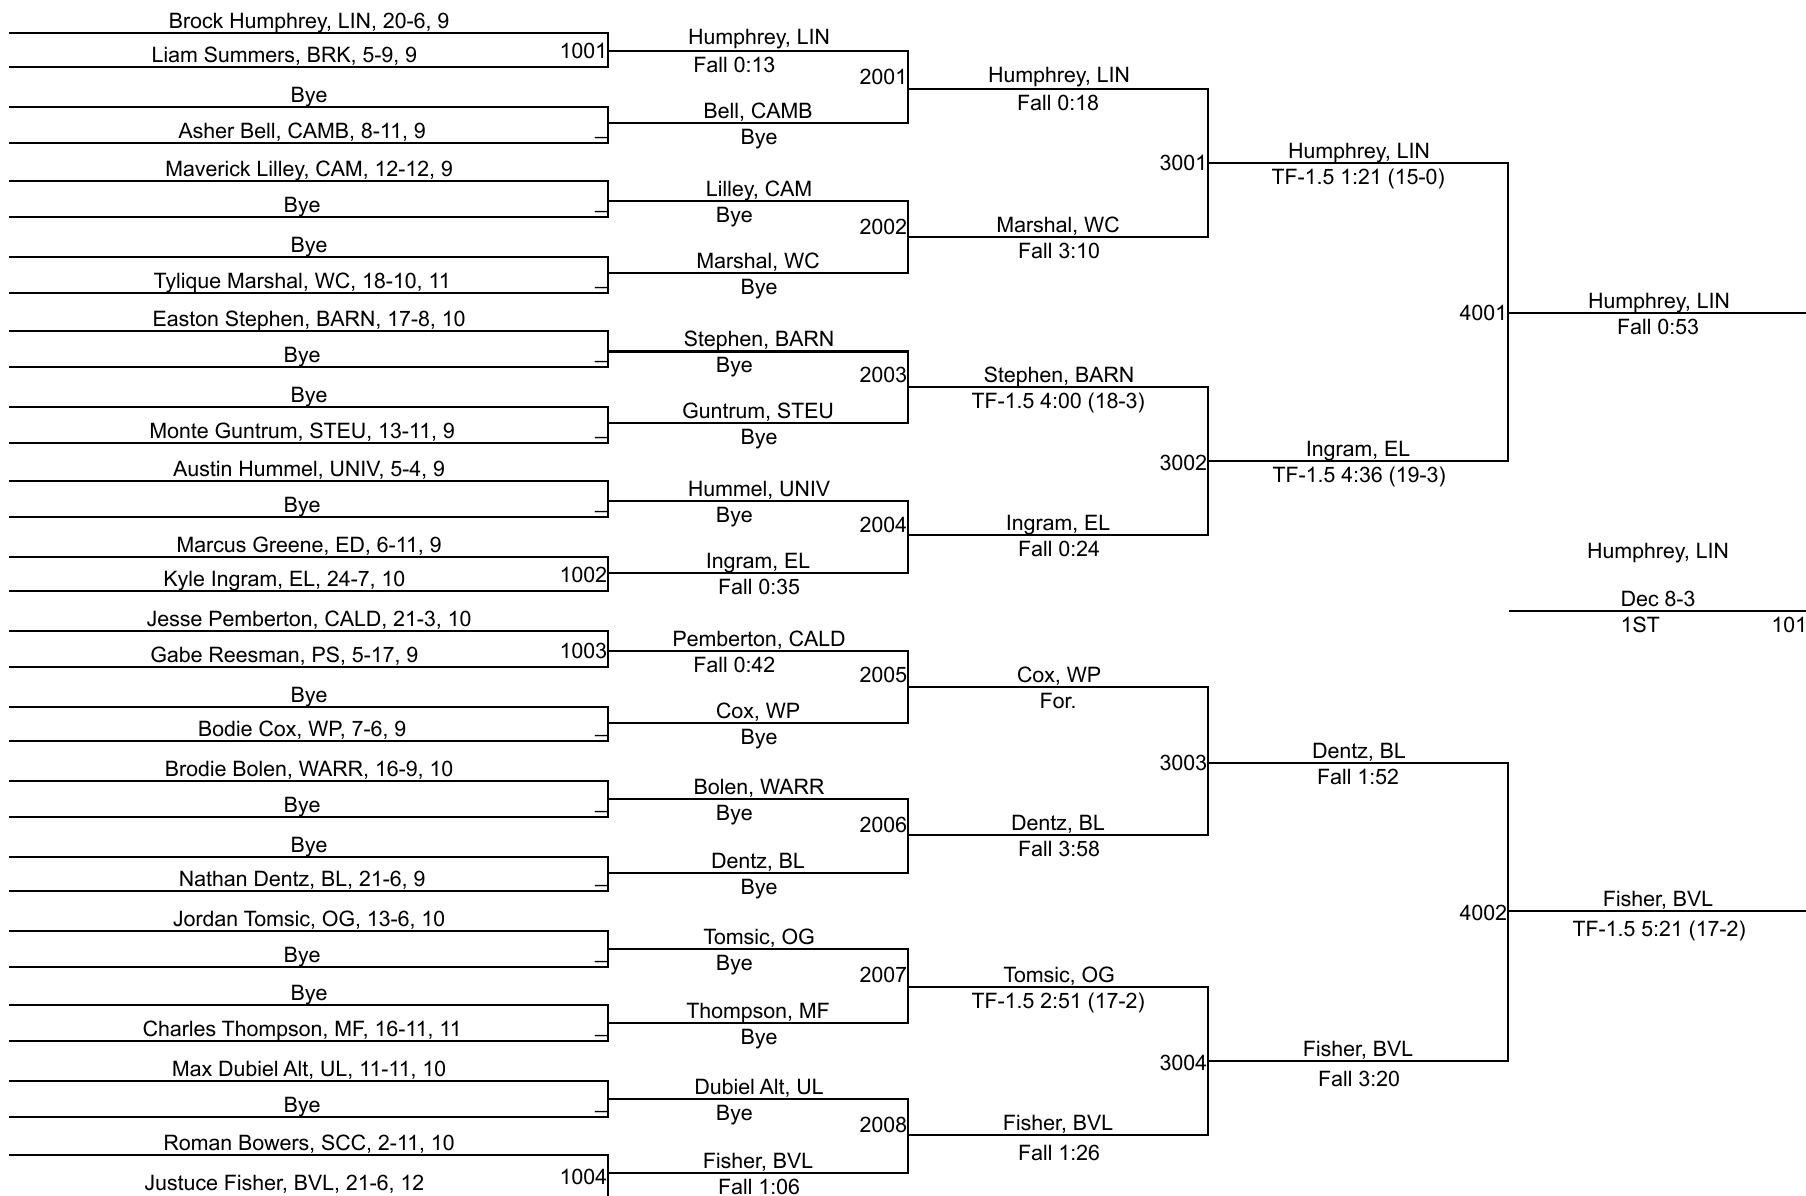 Brock Humphrey, LIN, 20-6, 9
Liam Summers, BRK, 5-9, 9
1001
Bye
Asher Bell, CAMB, 8-11, 9
Maverick Lilley, CAM, 12-12, 9
Bye
Bye
Tylique Marshal, WC, 18-10, 11
Easton Stephen, BARN, 17-8, 10
Bye
Bye
Monte Guntrum, STEU, 13-11, 9
Austin Hummel, UNIV, 5-4, 9
Bye
Marcus Greene, ED, 6-11, 9
Kyle Ingram, EL, 24-7, 10
1002
Jesse Pemberton, CALD, 21-3, 10
Gabe Reesman, PS, 5-17, 9
1003
Bye
Bodie Cox, WP, 7-6, 9
Brodie Bolen, WARR, 16-9, 10
Bye
Bye
Nathan Dentz, BL, 21-6, 9
Jordan Tomsic, OG, 13-6, 10
Bye
Bye
Charles Thompson, MF, 16-11, 11
Max Dubiel Alt, UL, 11-11, 10
Bye
Roman Bowers, SCC, 2-11, 10
Justuce Fisher, BVL, 21-6, 12
1004
Humphrey, LIN
Fall 0:13
2001
Bell, CAMB
Bye
Lilley, CAM
Bye
2002
Marshal, WC
Bye
Stephen, BARN
Bye
2003
Guntrum, STEU
Bye
Hummel, UNIV
Bye
2004
Ingram, EL
Fall 0:35
Pemberton, CALD
Fall 0:42
2005
Cox, WP
Bye
Bolen, WARR
Bye
2006
Dentz, BL
Bye
Tomsic, OG
Bye
2007
Thompson, MF
Bye
Dubiel Alt, UL
Bye
2008
Fisher, BVL
Fall 1:06
Humphrey, LIN
Fall 0:18
3001
Marshal, WC
Fall 3:10
Stephen, BARN
TF-1.5 4:00 (18-3)
3002
Ingram, EL
Fall 0:24
Cox, WP
For.
3003
Dentz, BL
Fall 3:58
Tomsic, OG
TF-1.5 2:51 (17-2)
3004
Fisher, BVL
Fall 1:26
Humphrey, LIN
TF-1.5 1:21 (15-0)
4001
Ingram, EL
TF-1.5 4:36 (19-3)
Dentz, BL
Fall 1:52
4002
Fisher, BVL
Fall 3:20
Humphrey, LIN
Fall 0:53
Humphrey, LIN
Dec 8-3
1ST
101
Fisher, BVL
TF-1.5 5:21 (17-2)